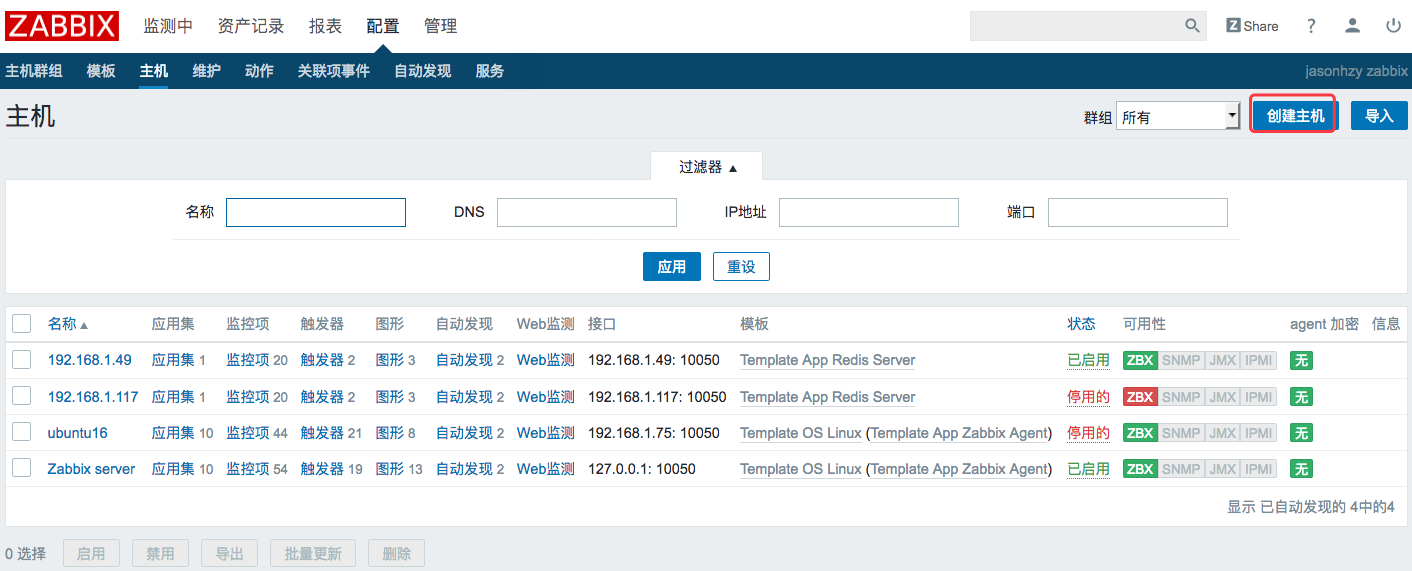 ZABBIX 监测中 资产记录 报表 配置 管理 Z Share ?
主机群组 模板 主机 维护 动作 关联项事件 自动发现 服务 jasonhzy zabbix
主机 群组 所有 创建主机 导入
过滤器 ▲
名称 DNS IP地址 端口
应用 重设
名称 ▲ 应用集 监控项 触发器 图形 自动发现 Web监测 接口 模板 状态 可用性 agent 加密 信息
192.168.1.49 应用集 1 监控项 20 触发器 2 图形 3 自动发现 2 Web监测 192.168.1.49: 10050 Template App Redis Server 已启用 ZBX SNMP JMX IPMI 无
192.168.1.117 应用集 1 监控项 20 触发器 2 图形 3 自动发现 2 Web监测 192.168.1.117: 10050 Template App Redis Server 停用的 ZBX SNMP JMX IPMI 无
ubuntu16 应用集 10 监控项 44 触发器 21 图形 8 自动发现 2 Web监测 192.168.1.75: 10050 Template OS Linux (Template App Zabbix Agent) 停用的 ZBX SNMP JMX IPMI 无
Zabbix server 应用集 10 监控项 54 触发器 19 图形 13 自动发现 2 Web监测 127.0.0.1: 10050 Template OS Linux (Template App Zabbix Agent) 已启用 ZBX SNMP JMX IPMI 无
显示 已自动发现的 4中的4
0 选择 启用 禁用 导出 批量更新 删除